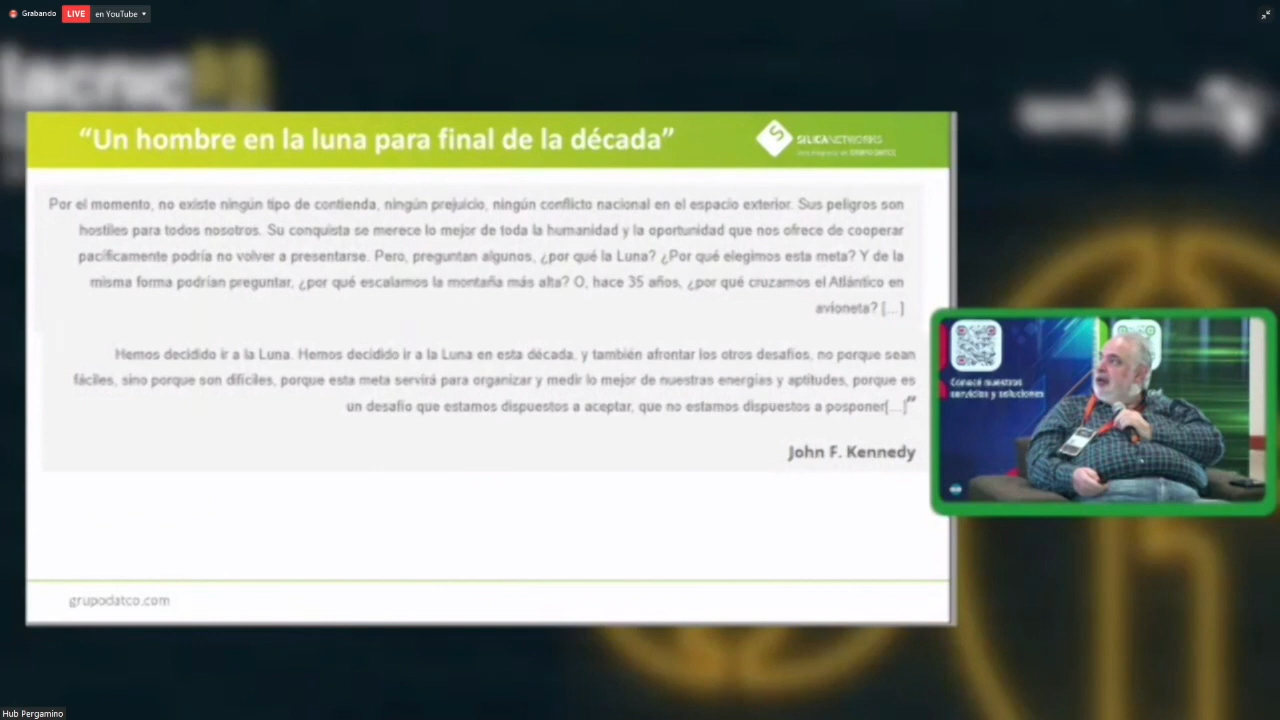 Grabando
LIVE
en YouTube
“Un hombre en la luna para final de la década”
SILICANETWORKS
Por el momento, no existe ningún tipo de contienda, ningún prejuicio, ningún conflicto nacional en el espacio exterior. Sus peligros son
hostiles para todos nosotros. Su conquista se merece lo mejor de toda la humanidad y la oportunidad que nos ofrece de cooperar
pacíficamente podría no volver a presentarse. Pero, preguntan algunos, ¿por qué la Luna? ¿Por qué elegimos esta meta? Y de la
misma forma podrían preguntar, ¿por qué escalamos la montaña más alta? O, hace 35 años, ¿por qué cruzamos el Atlántico en
avioneta? [...]
Hemos decidido ir a la Luna. Hemos decidido ir a la Luna en esta década, y también afrontar los otros desafíos, no porque sean
fáciles, sino porque son difíciles, porque esta meta servirá para organizar y medir lo mejor de nuestras energías y aptitudes, porque es
un desafío que estamos dispuestos a aceptar, que no estamos dispuestos a posponer[...]”
John F. Kennedy
Conocé nuestros
servicios y soluciones
red
grupodatco.com
Hub Pergamino